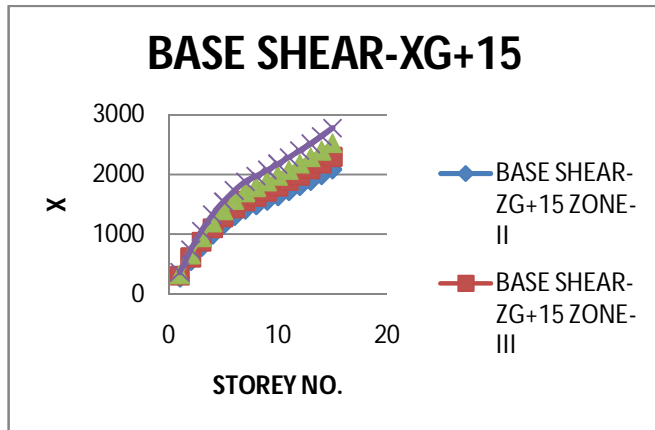 BASE SHEAR-XG+15
3000
2000
1000
0
X
0
10
20
STOREY NO.
BASE SHEAR-
ZG+15 ZONE-
II
BASE SHEAR-
ZG+15 ZONE-
III